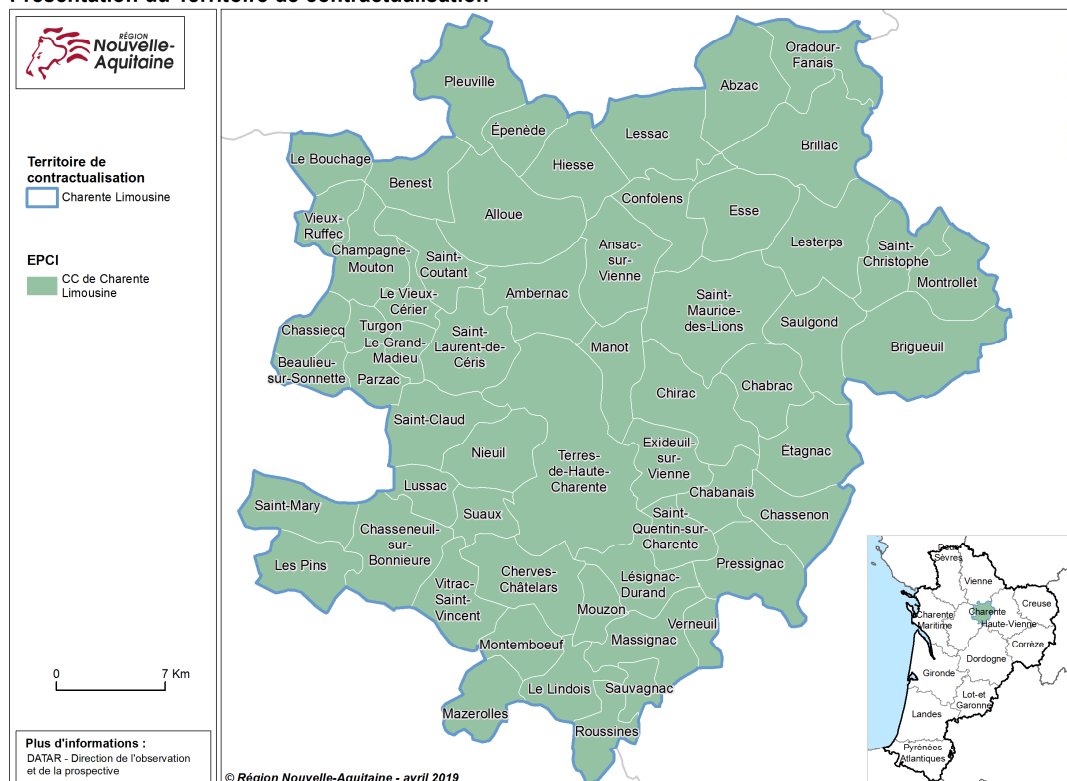 Présentation du Territoire de contractualisation
RÉGION
Nouvelle-
Aquitaine
Territoire de
contractualisation
Charente Limousine
EPCI
CC de Charente
Limousine
0 7 Km
Plus d'informations :
DATAR - Direction de l'observation
et de la prospective
Oradour-
Fanais
Pleuville
Abzac
Épenède
Lessac
Brillac
Le Bouchage
Hiesse
Benest
Confolens
Alloue
Esse
Vieux-
Ruffec
Lesterps
Saint-
Christophe
Ansac-
sur-
Vienne
Champagne-
Mouton
Saint-
Coutant
Montrollet
Ambernac
Le Vieux-
Cérier
Saint-
Maurice-
des-Lions
Saulgond
Chassiecq
Turgon
Saint-
Laurent-de-
Céris
Le Grand-
Madieu
Manot
Brigueuil
Beaulieu-
sur-Sonnette
Parzac
Chirac
Chabrac
Saint-Claud
Exideuil-
sur-
Vienne
Étagnac
Nieuil
Terres-
de-Haute-
Charente
Lussac
Chabanais
Saint-Mary
Suaux
Saint-
Quentin-sur-
Charente
Chassenon
Chasseneuil-
sur-
Bonnieure
Les Pins
Pressignac
Cherves-
Châtelars
Lésignac-
Durand
Vitrac-
Saint-
Vincent
Mouzon
Verneuil
Massignac
Montemboeuf
Le Lindois
Sauvagnac
Mazerolles
Roussines
Deux-
Sèvres
Vienne
Charente
Maritime
Charente
Creuse
Haute-Vienne
Corrèze
Dordogne
Gironde
Lot-et
Garonne
Landes
Pyrénées
Atlantiques
© Région Nouvelle-Aquitaine - avril 2019